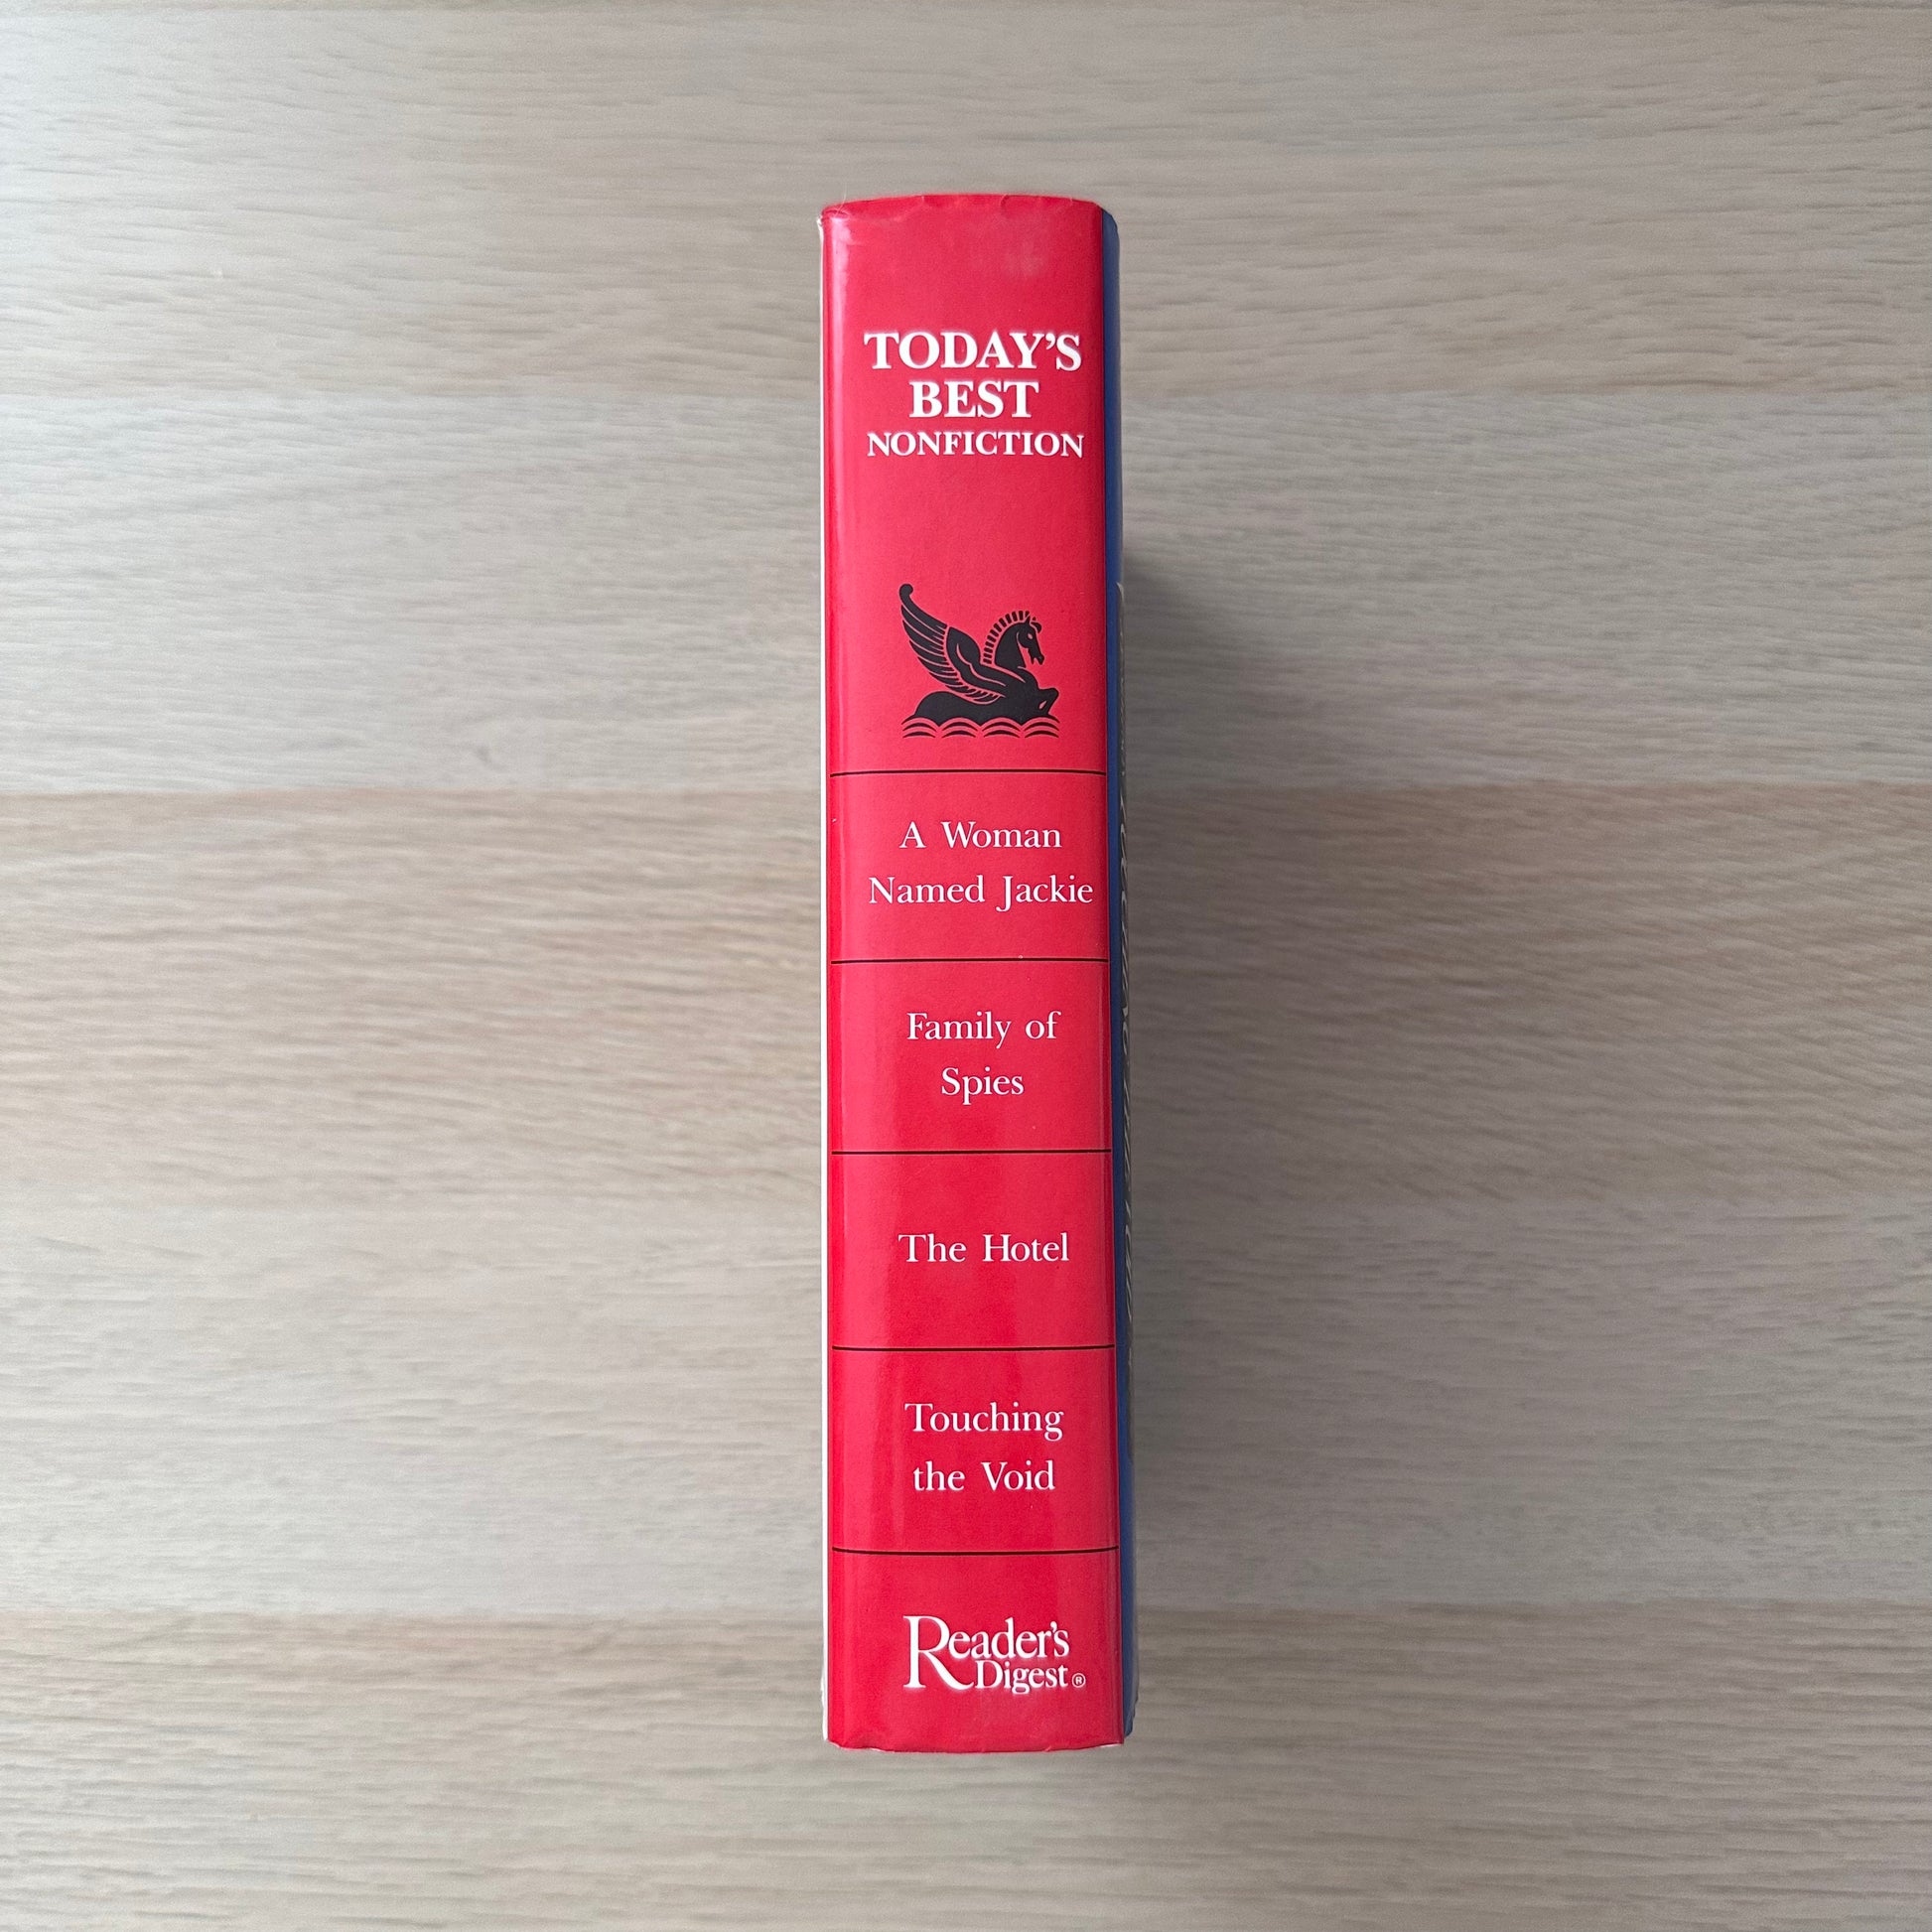 TODAY'S
BEST
NONFICTION
A Woman
Named Jackie
Family of
Spies
The Hotel
Touching
the Void
Reader's
Digest®